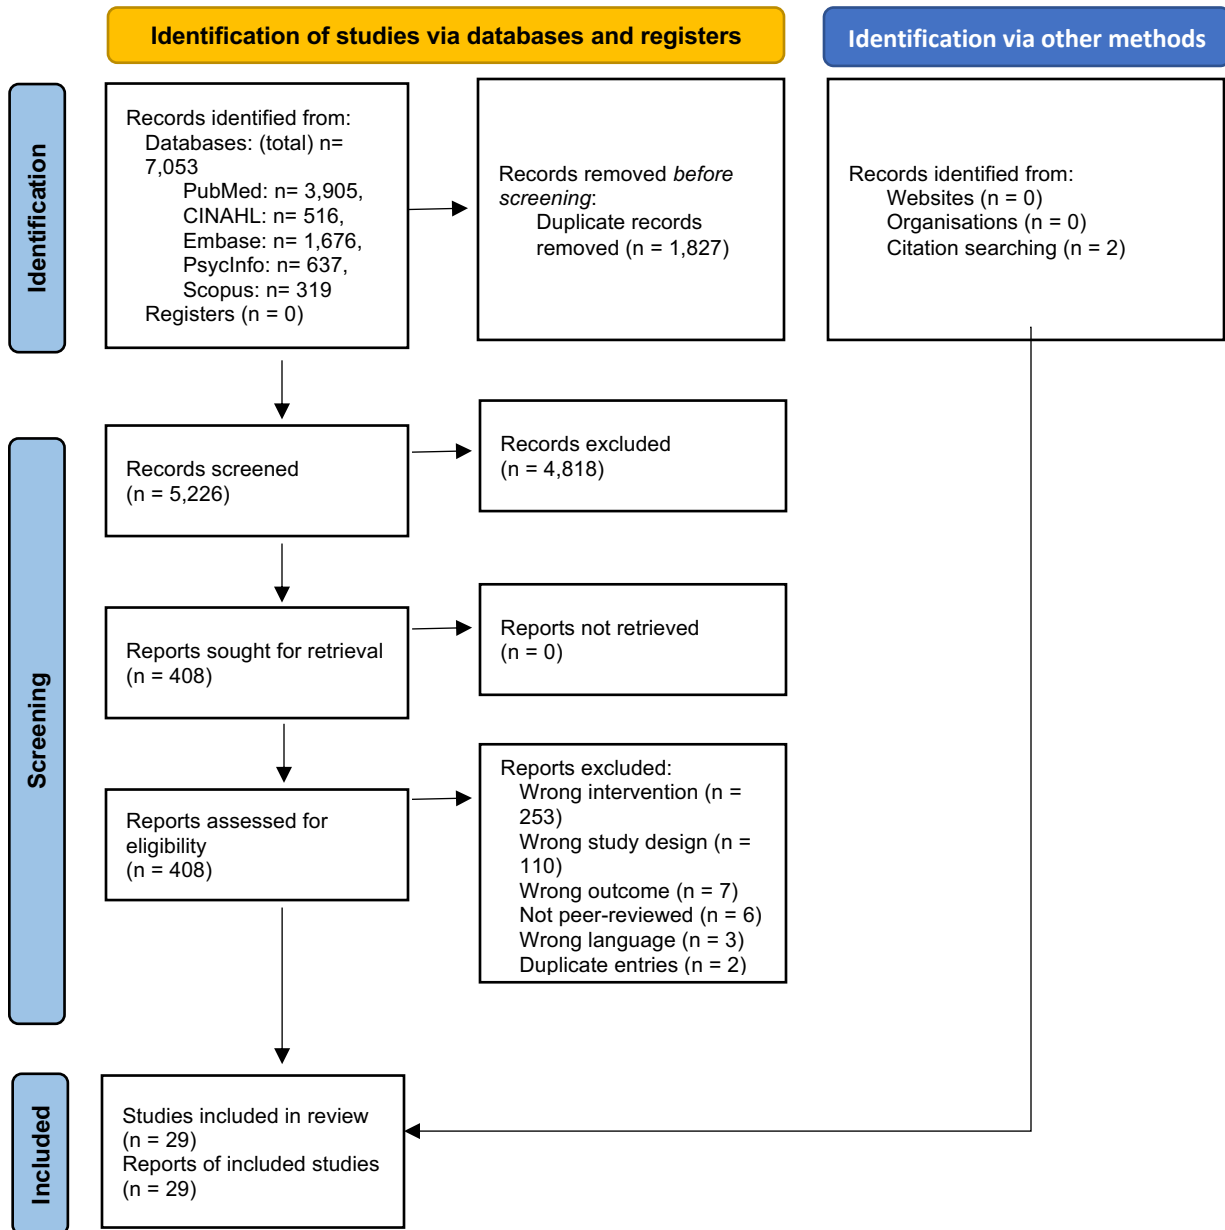 Identification of studies via databases and registers
Identification via other methods
Identification
Records identified from:
Databases: (total) n=
7,053
PubMed: n= 3,905,
CINAHL: n= 516,
Embase: n= 1,676,
PsycInfo: n= 637,
Scopus: n= 319
Registers (n = 0)
Records removed before
screening:
Duplicate records
removed (n = 1,827)
Records identified from:
Websites (n = 0)
Organisations (n = 0)
Citation searching (n = 2)
Screening
Records screened
(n = 5,226)
Records excluded
(n = 4,818)
Reports sought for retrieval
(n = 408)
Reports not retrieved
(n = 0)
Reports assessed for
eligibility
(n = 408)
Reports excluded:
Wrong intervention (n =
253)
Wrong study design (n =
110)
Wrong outcome (n = 7)
Not peer-reviewed (n = 6)
Wrong language (n = 3)
Duplicate entries (n = 2)
Included
Studies included in review
(n = 29)
Reports of included studies
(n = 29)